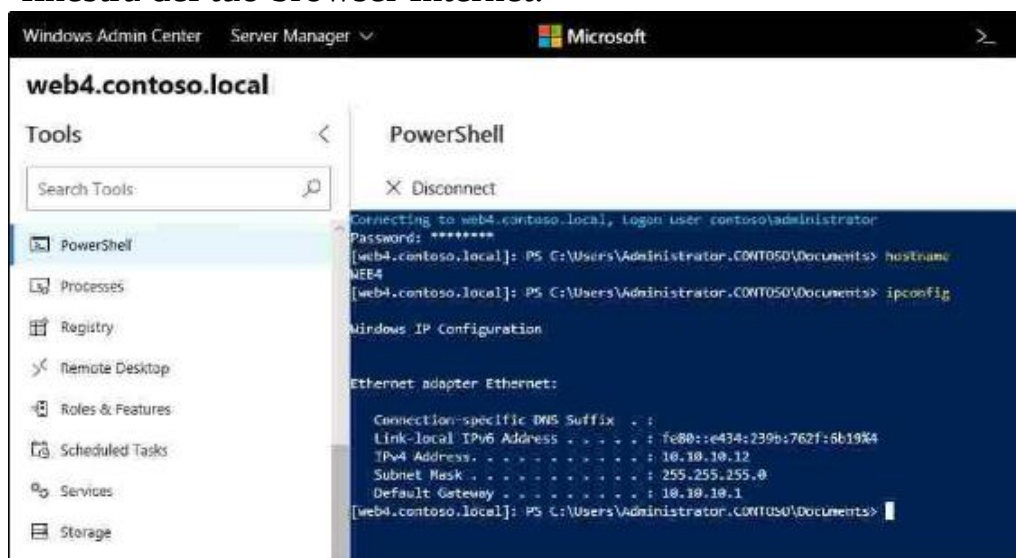 finestra del tuo browser Internet.
Windows Admin Center Server Manager Microsoft
web4.contoso.local
Tools PowerShell
Search Tools Disconnect
PowerShell
Processes
Registry
Remote Desktop
Roles & Features
Scheduled Tasks
Services
Storage
Connecting to web4.contoso.local, Logon user contoso\administrator
Password: ********
[web4.contoso.local]: PS C:\Users\Administrator.CONTOSO\Documents> hostname
WEB4
[web4.contoso.local]: PS C:\Users\Administrator.CONTOSO\Documents> ipconfig
Windows IP Configuration
Ethernet adapter Ethernet:
Connection-specific DNS Suffix . :
Link-local IPv6 Address . . . . . : fe80::e434:239b:762f:6b19%4
IPv4 Address. . . . . . . . . . . : 10.10.10.12
Subnet Mask . . . . . . . . . . . : 255.255.255.0
Default Gateway . . . . . . . . . : 10.10.10.1
[web4.contoso.local]: PS C:\Users\Administrator.CONTOSO\Documents>